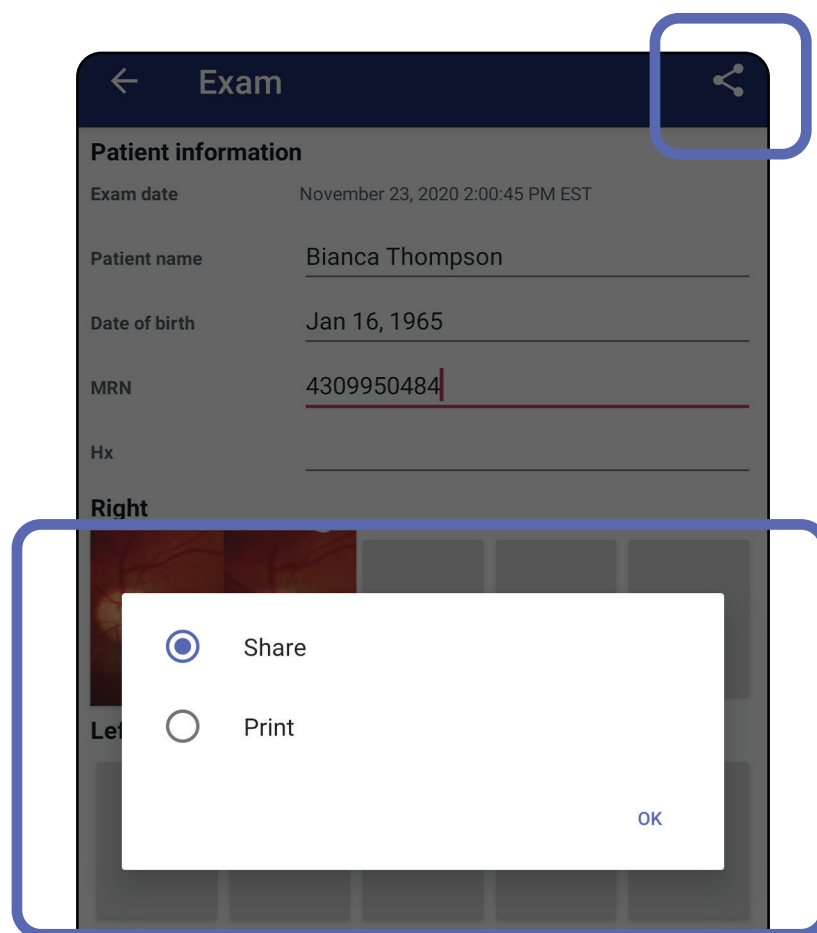 Exam
Patient information
Exam date November 23, 2020 2:00:45 PM EST
Patient name Bianca Thompson
Date of birth Jan 16, 1965
MRN 4309950484
Hx
Right
Share
Print
OK